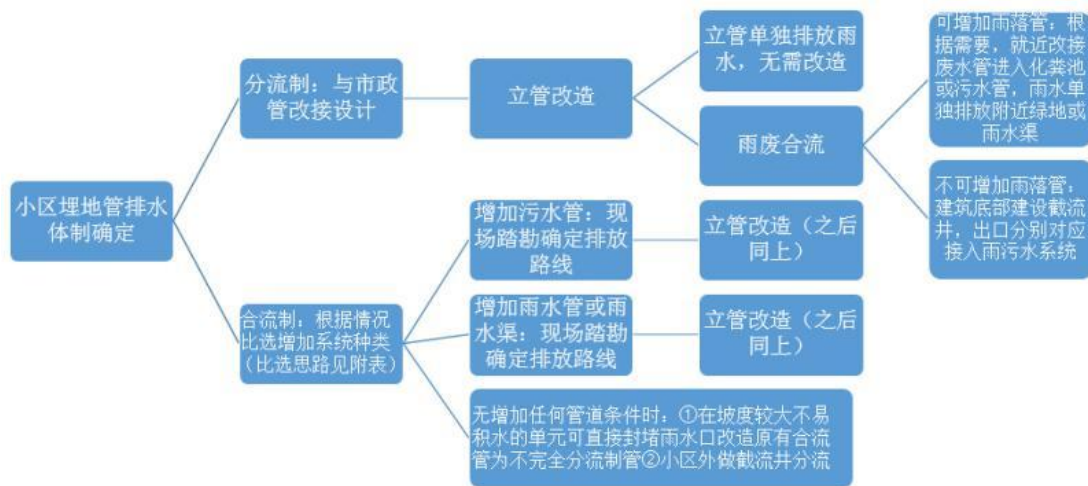 小区埋地管排水
体制确定
分流制：与市政
管改接设计
立管改造
立管单独排放雨
水，无需改造
雨废合流
可增加雨落管：根
据需要，就近改接
废水管进入化粪池
或污水管，雨水单
独排放附近绿地或
雨水渠
不可增加雨落管：
建筑底部建设截流
井，出口分别对应
接入雨污水系统
合流制：根据情况
比选增加系统种类
（比选思路见附表）
增加污水管：现
场踏勘确定排放
路线
立管改造（之后
同上）
增加雨水管或雨
水渠：现场踏勘
确定排放路线
立管改造（之后
同上）
无增加任何管道条件时：①在坡度较大不易
积水的单元可直接封堵雨水口改造原有合流
管为不完全分流制管②小区外做截流井分流